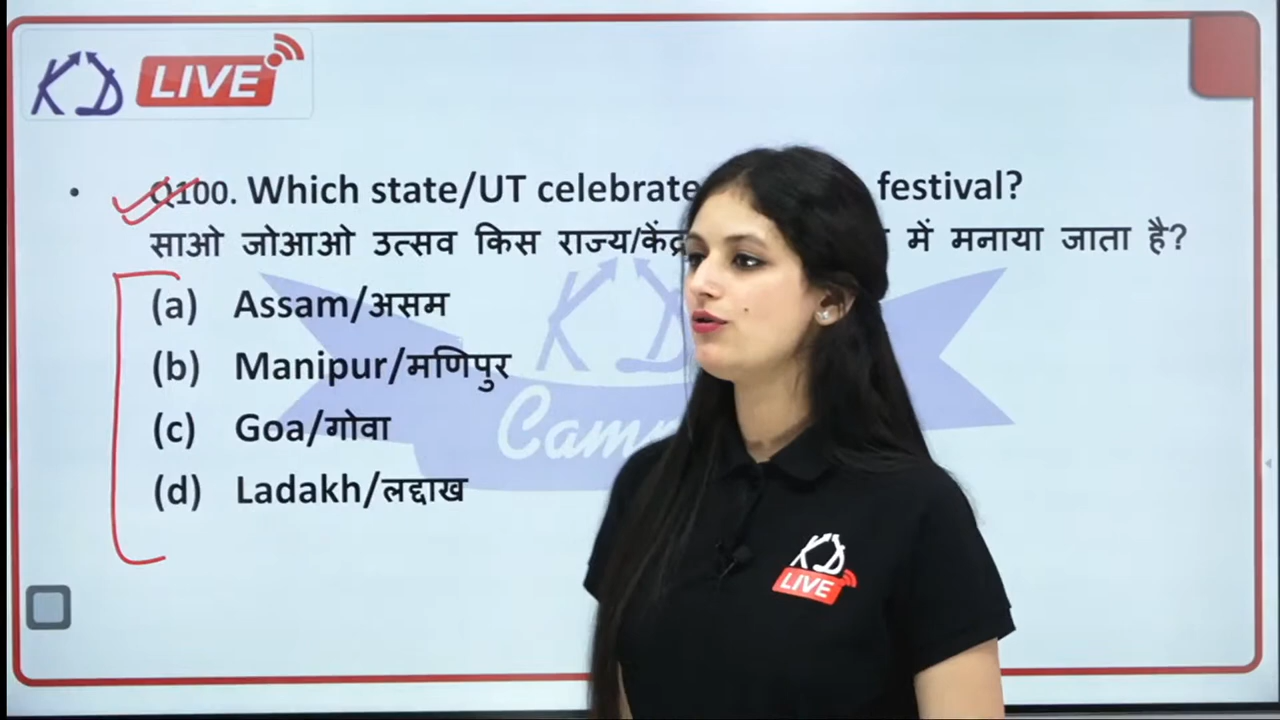 KD LIVE
• Q100. Which state/UT celebrate festival?
साओ जोआओ उत्सव किस राज्य/केंद्र में मनाया जाता है?
(a) Assam/असम
(b) Manipur/मणिपुर
(c) Goa/गोवा
(d) Ladakh/लद्दाख
KD
KD LIVE